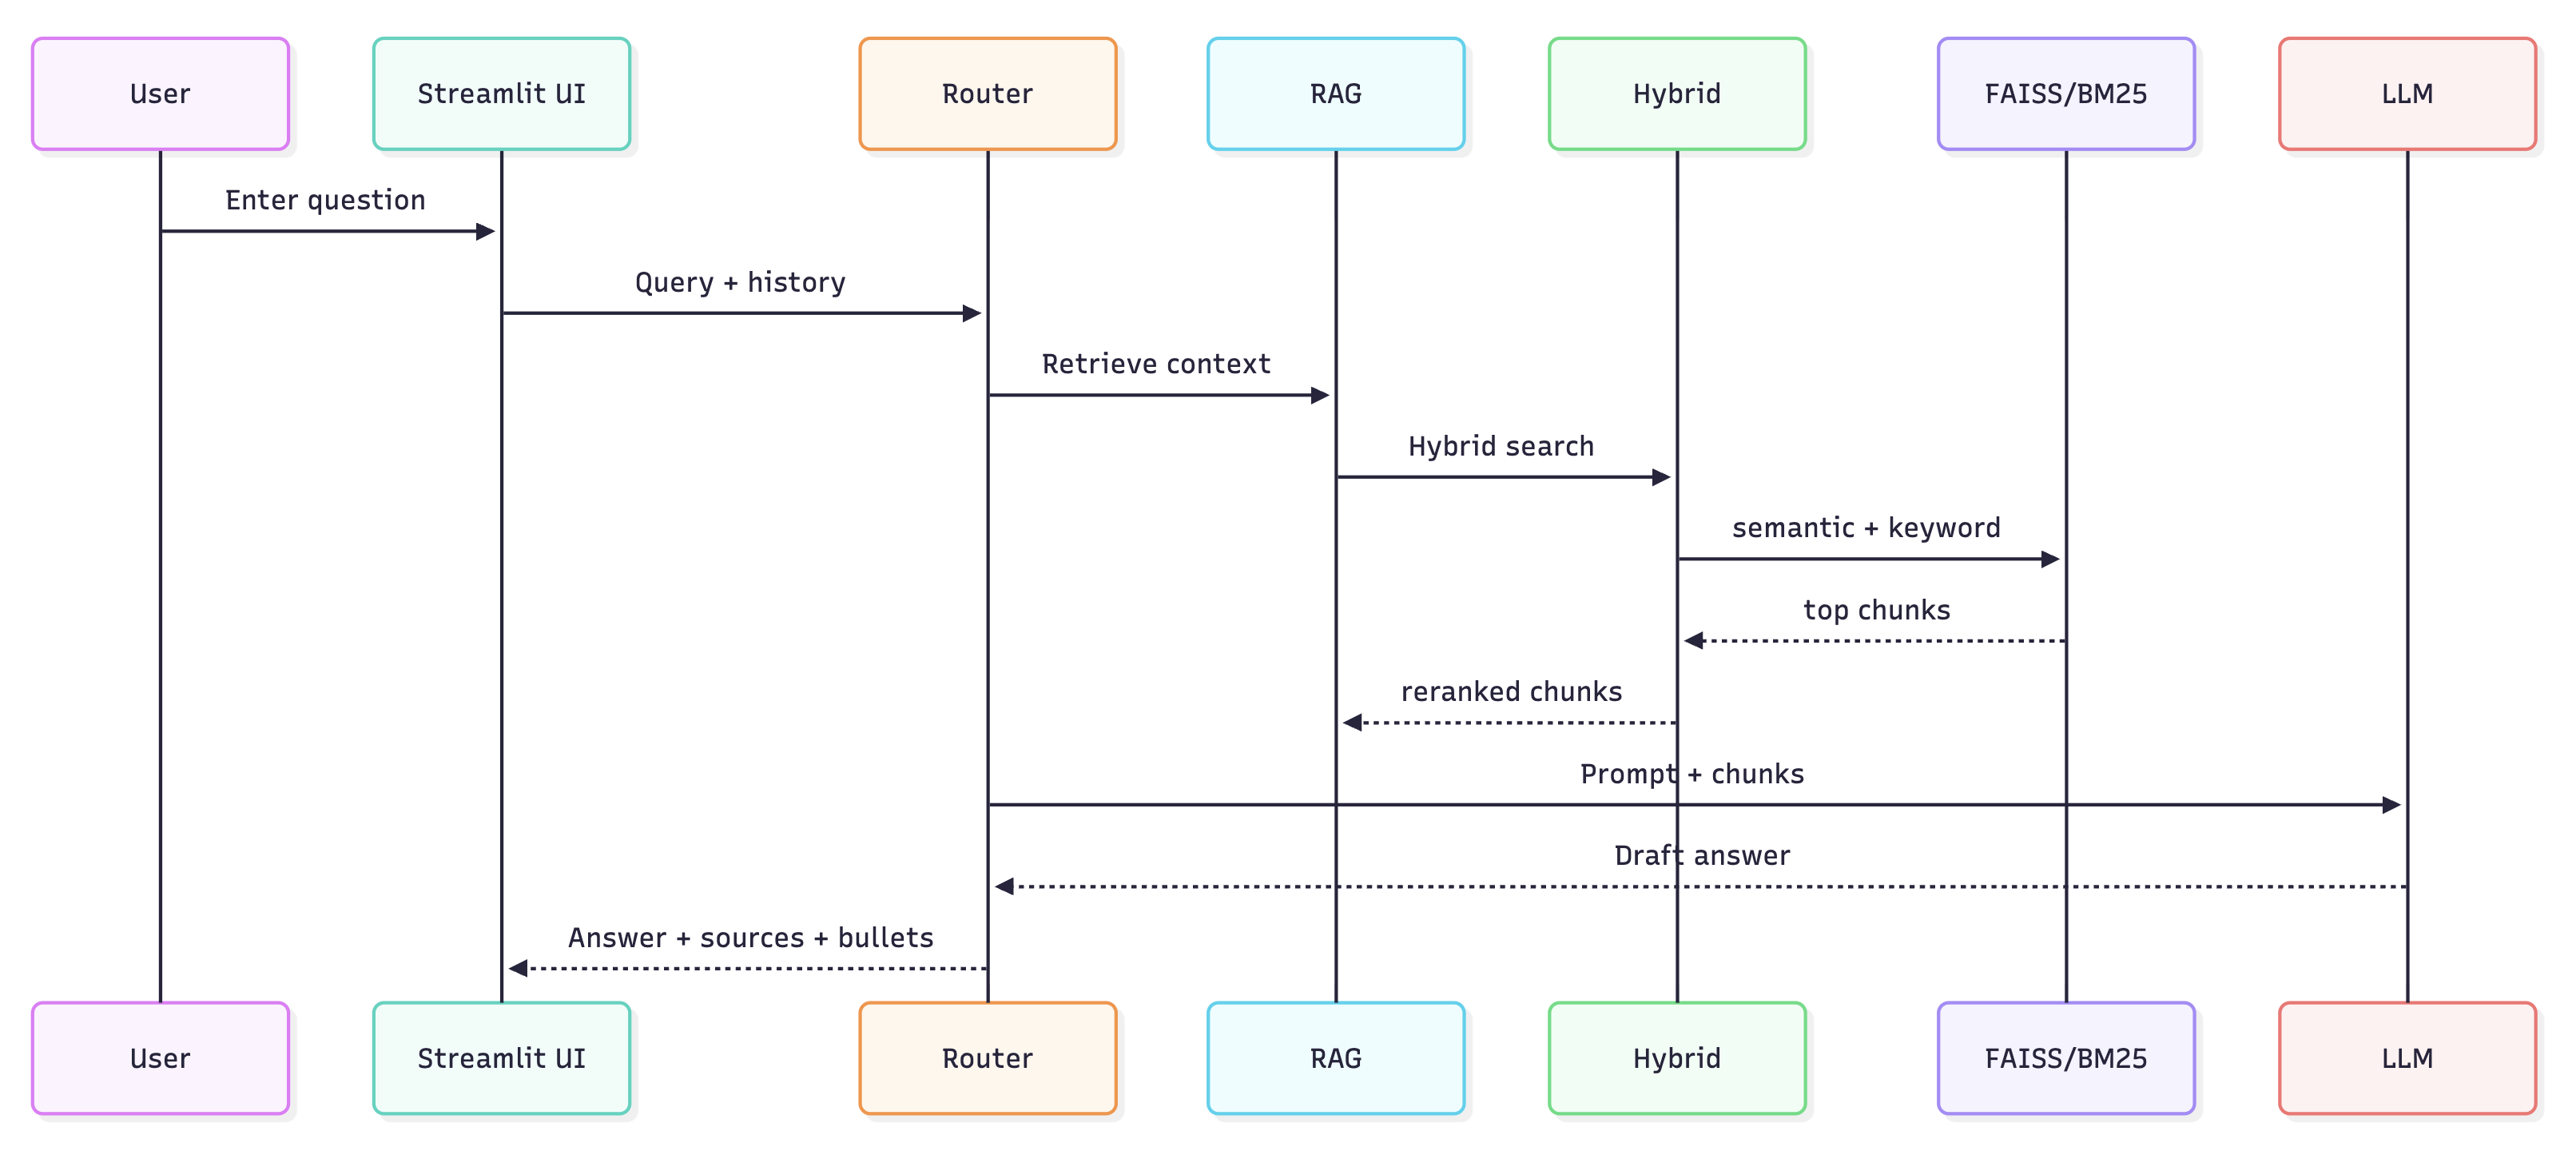 User
Streamlit UI
Router
RAG
Hybrid
FAISS/BM25
LLM
Enter question
Query + history
Retrieve context
Hybrid search
semantic + keyword
top chunks
reranked chunks
Prompt + chunks
Draft answer
Answer + sources + bullets
User
Streamlit UI
Router
RAG
Hybrid
FAISS/BM25
LLM